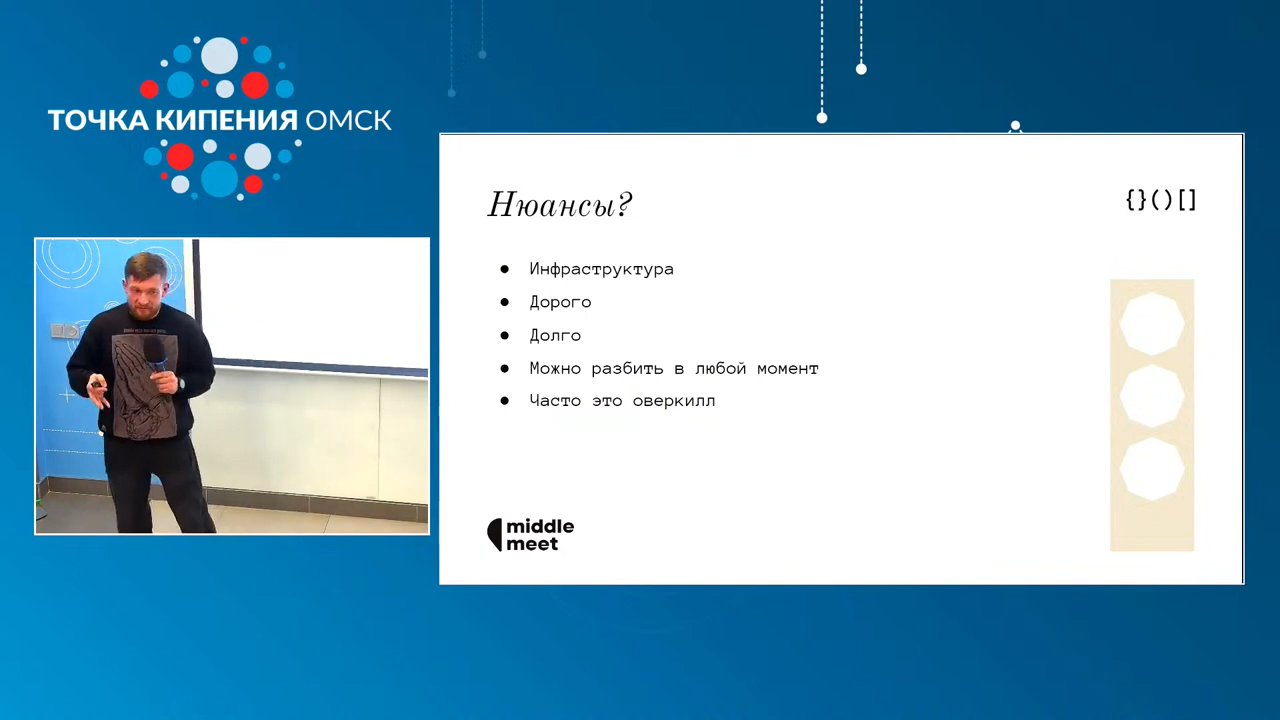 ТОЧКА КИПЕНИЯ ОМСК
Нюансы?
{}()[]
● Инфраструктура
● Дорого
● Долго
● Можно разбить в любой момент
● Часто это оверкилл
middle
meet